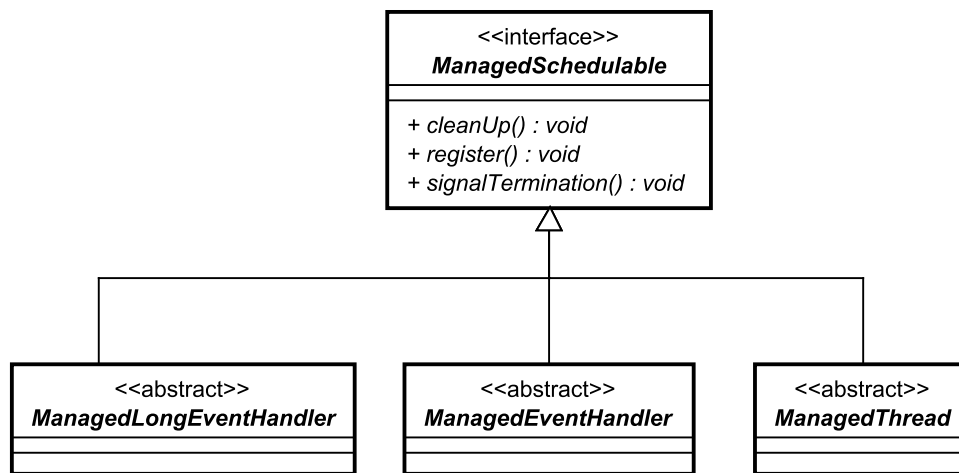 <<interface>>
ManagedSchedulable
+ cleanUp() : void
+ register() : void
+ signalTermination() : void
<<abstract>>
ManagedLongEventHandler
<<abstract>>
ManagedEventHandler
<<abstract>>
ManagedThread